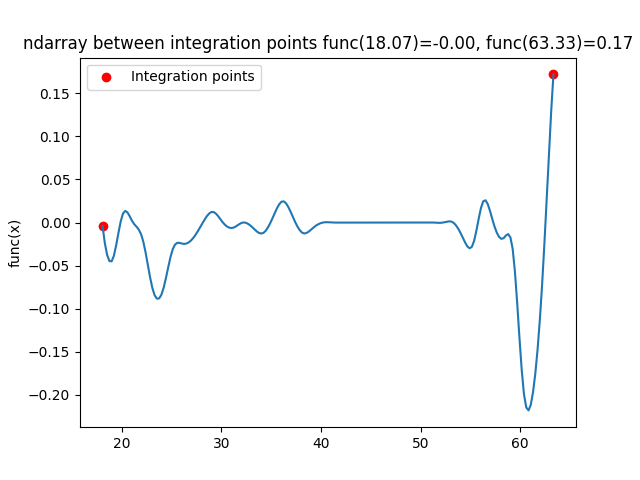 ndarray between integration points func(18.07)=-0.00, func(63.33)=0.17
Integration points
func(x)
0.15
0.10
0.05
0.00
−0.05
−0.10
−0.15
−0.20
20 30 40 50 60